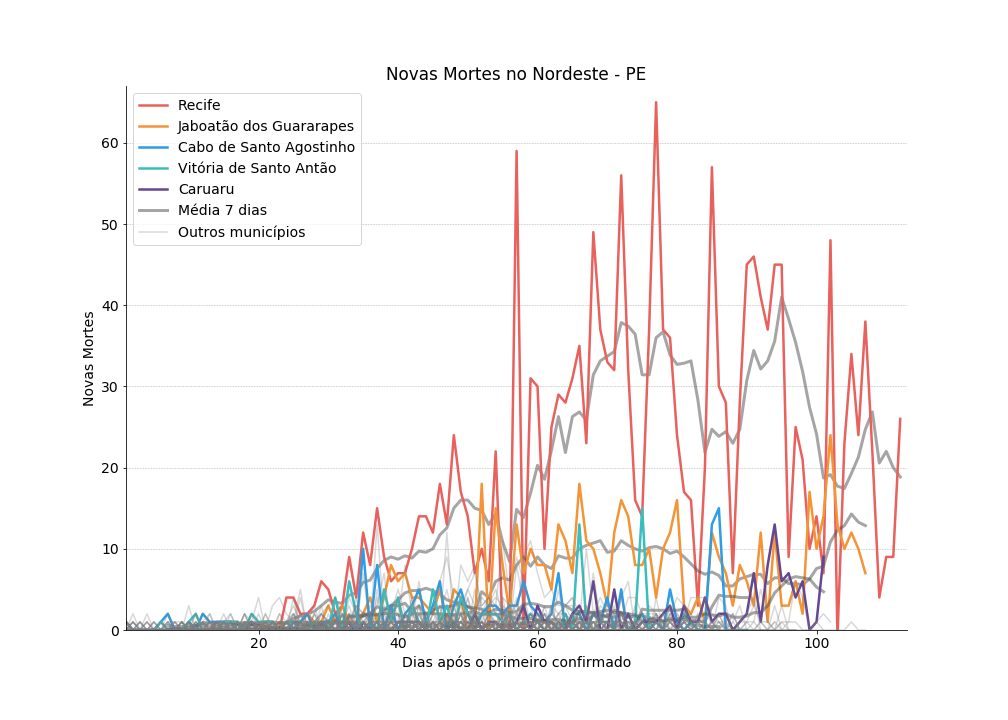 Novas Mortes no Nordeste - PE
Recife
Jaboatão dos Guararapes
Cabo de Santo Agostinho
Vitória de Santo Antão
Caruaru
Média 7 dias
Outros municípios
Novas Mortes
60
50
40
30
20
10
0
20
40
60
80
100
Dias após o primeiro confirmado